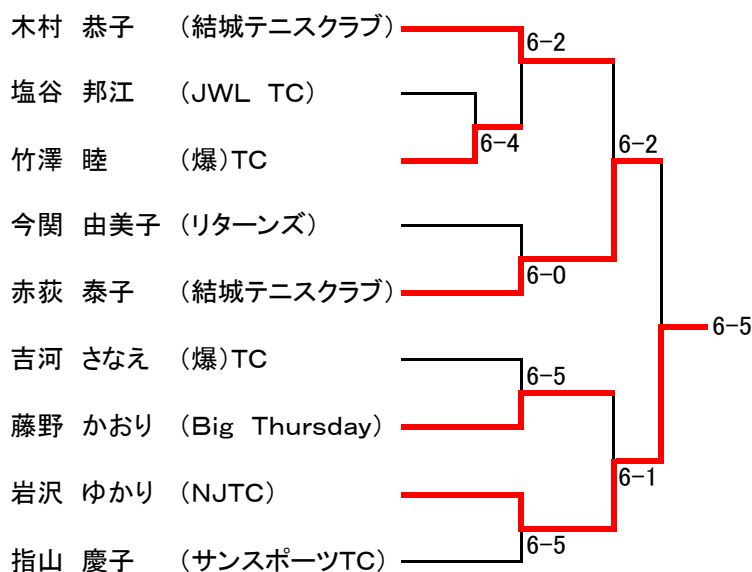 木村 恭子 (結城テニスクラブ)
6-2
塩谷 邦江 (JWL TC)
6-4
6-2
竹澤 睦 (爆)TC
今関 由美子 (リターンズ)
6-0
赤荻 泰子 (結城テニスクラブ)
6-5
吉河 さなえ (爆)TC
6-5
藤野 かおり (Big Thursday)
6-1
岩沢 ゆかり (NJTC)
6-5
指山 慶子 (サンスポーツTC)